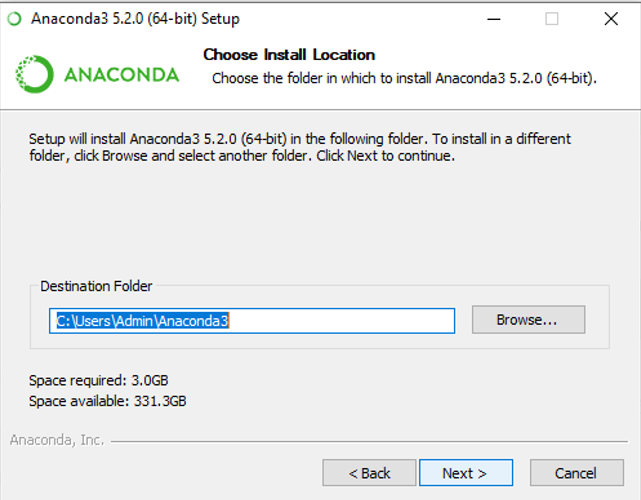 Anaconda3 5.2.0 (64-bit) Setup
ANACONDA
Choose Install Location
Choose the folder in which to install Anaconda3 5.2.0 (64-bit).
Setup will install Anaconda3 5.2.0 (64-bit) in the following folder. To install in a different
folder, click Browse and select another folder. Click Next to continue.
Destination Folder
C:\Users\Admin\Anaconda3
Browse...
Space required: 3.0GB
Space available: 331.3GB
Anaconda, Inc.
< Back
Next >
Cancel